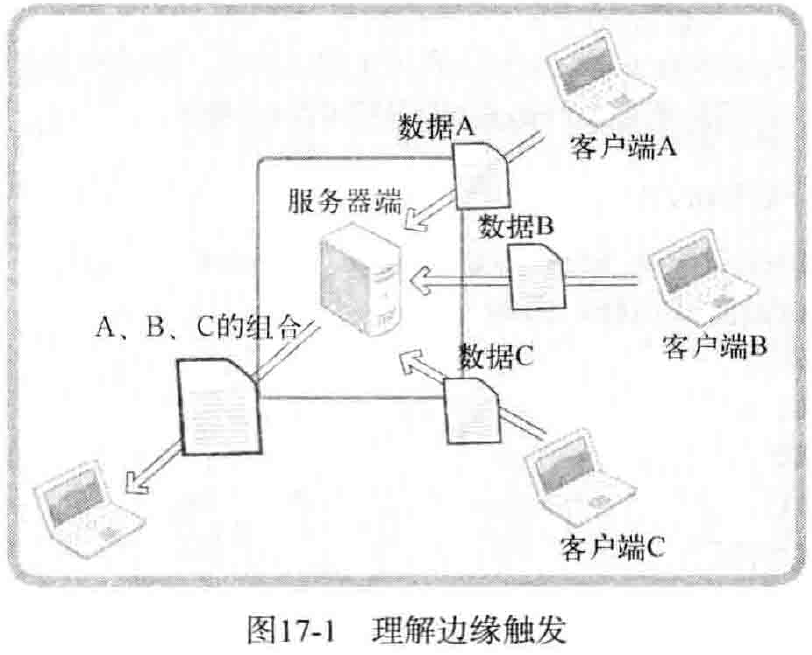 数据A
客户端A
服务器端
数据B
A、B、C的组合
客户端B
数据C
客户端C
图17-1 理解边缘触发